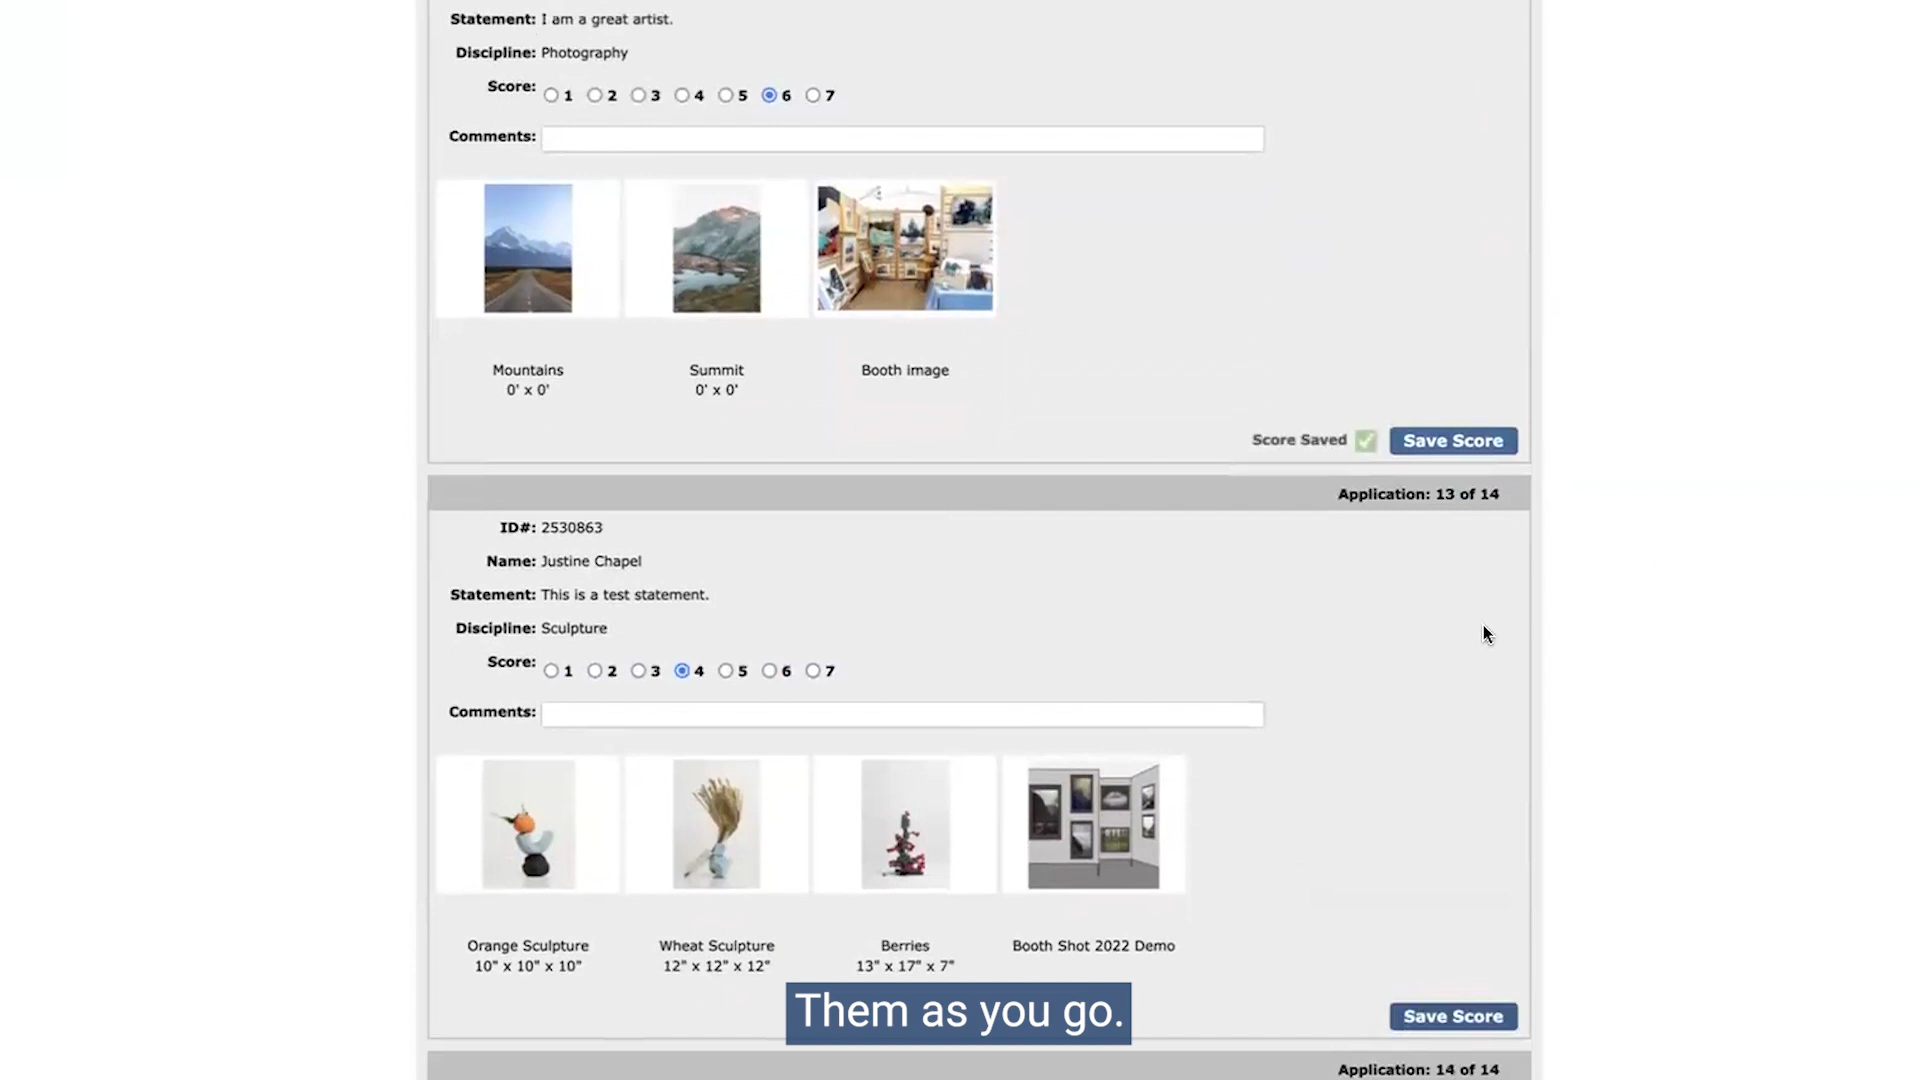 Statement: I am a great artist.
Discipline: Photography
Score: 1 2 3 4 5 6 7
Comments:
Mountains Summit Booth image
0' x 0' 0' x 0'
Score Saved Save Score
Application: 13 of 14
ID#: 2530863
Name: Justine Chapel
Statement: This is a test statement.
Discipline: Sculpture
Score: 1 2 3 4 5 6 7
Comments:
Orange Sculpture Wheat Sculpture Berries Booth Shot 2022 Demo
10" x 10" x 10" 12" x 12" x 12" 13" x 17" x 7"
Them as you go.
Save Score
Application: 14 of 14